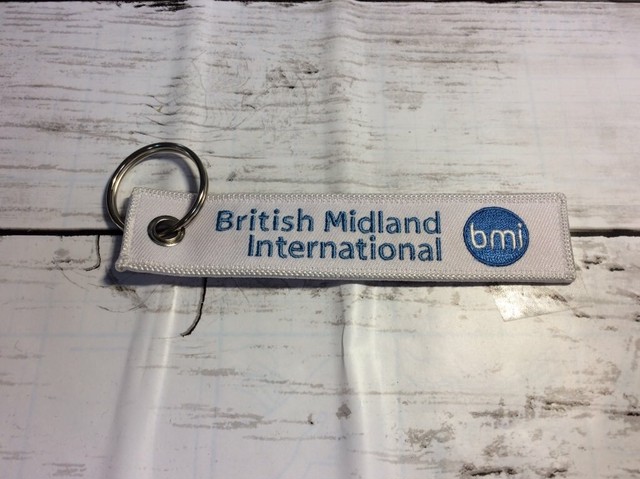 British Midland
International
bmi